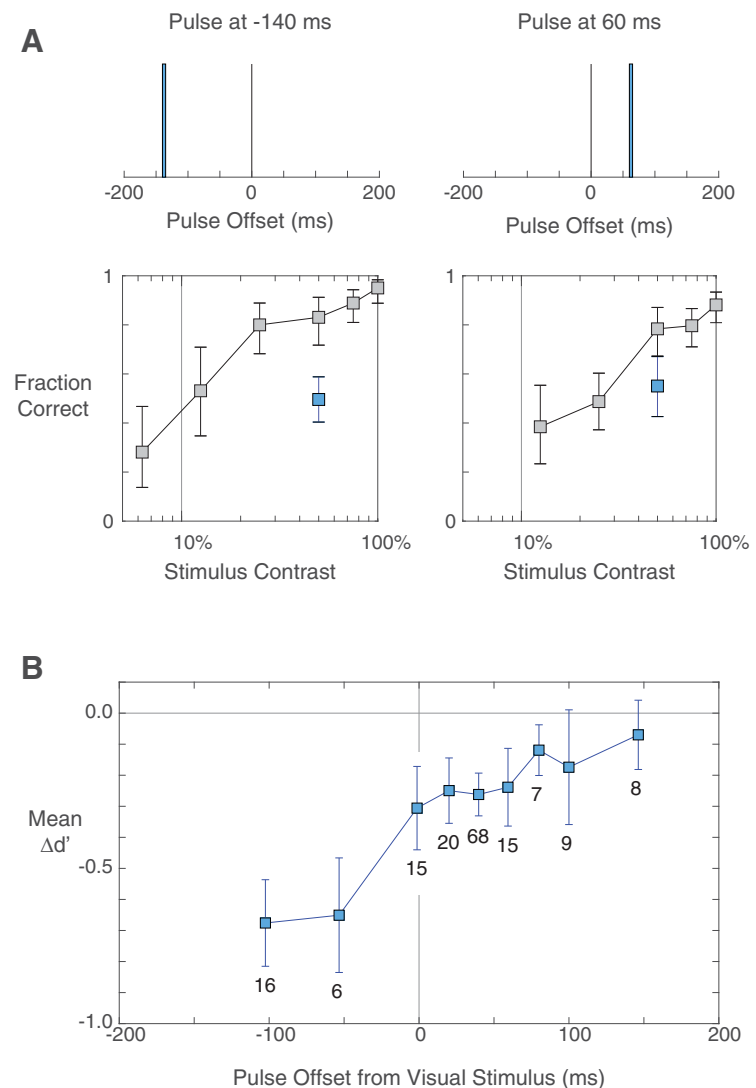 A
Pulse at -140 ms
Pulse at 60 ms
-200 0 200
Pulse Offset (ms)
-200 0 200
Pulse Offset (ms)
1
Fraction
Correct
0
10% 100%
Stimulus Contrast
1
0
10% 100%
Stimulus Contrast
B
0.0
Mean
Δd'
-0.5
-1.0
16
6
15
20
68
15
7
9
8
-200 -100 0 100 200
Pulse Offset from Visual Stimulus (ms)